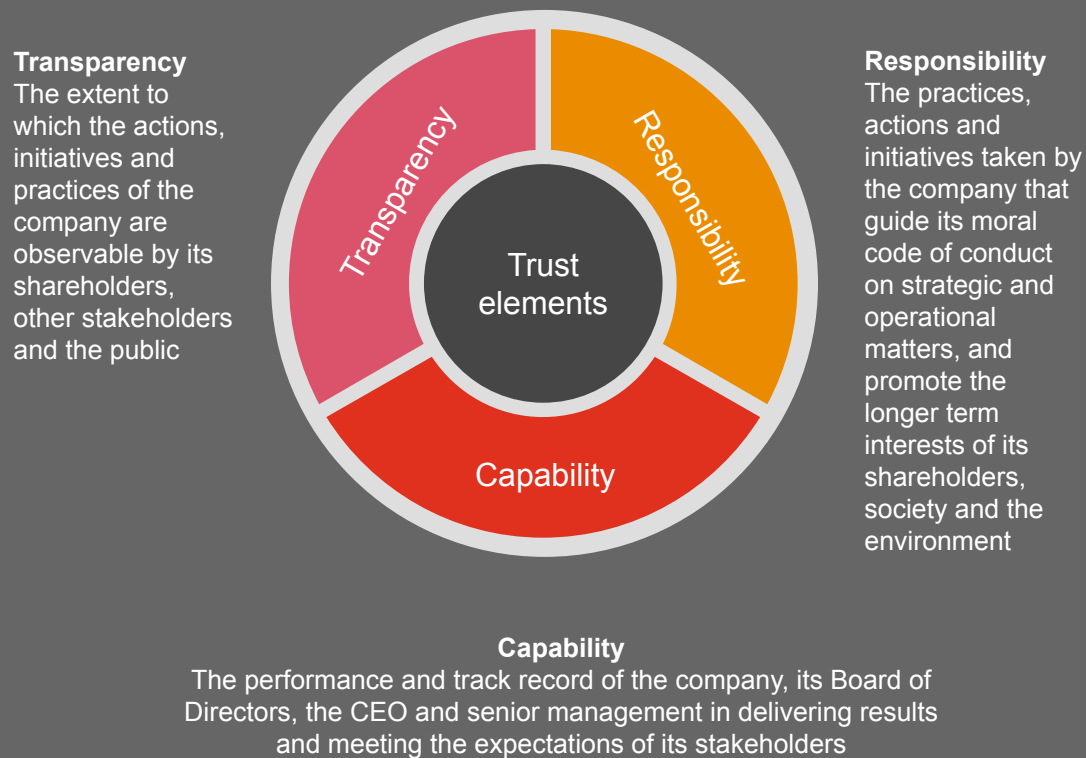 Transparency
The extent to
which the actions,
initiatives and
practices of the
company are
observable by its
shareholders,
other stakeholders
and the public
Transparency
Responsibility
Trust
elements
Capability
Responsibility
The practices,
actions and
initiatives taken by
the company that
guide its moral
code of conduct
on strategic and
operational
matters, and
promote the
longer term
interests of its
shareholders,
society and the
environment
Capability
The performance and track record of the company, its Board of
Directors, the CEO and senior management in delivering results
and meeting the expectations of its stakeholders